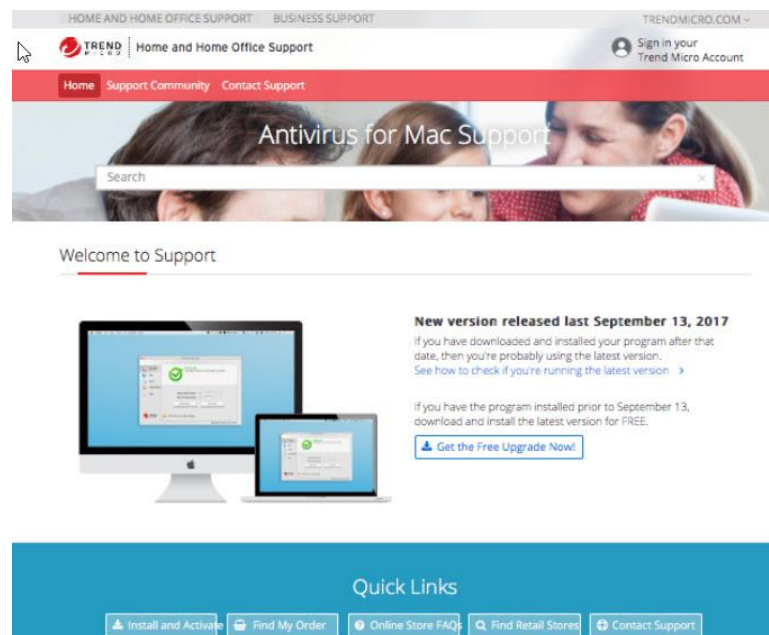 HOME AND HOME OFFICE SUPPORT BUSINESS SUPPORT TRENDMICRO.COM
TREND MICRO Home and Home Office Support
Sign in your
Trend Micro Account
Home Support Community Contact Support
Antivirus for Mac Support
Search
Welcome to Support
New version released last September 13, 2017
If you have downloaded and installed your program after that
date, then you're probably using the latest version.
See how to check if you're running the latest version
If you have the program installed prior to September 13,
download and install the latest version for FREE.
Get the Free Upgrade Now!
Quick Links
Install and Activate Find My Order Online Store FAQs Find Retail Stores Contact Support